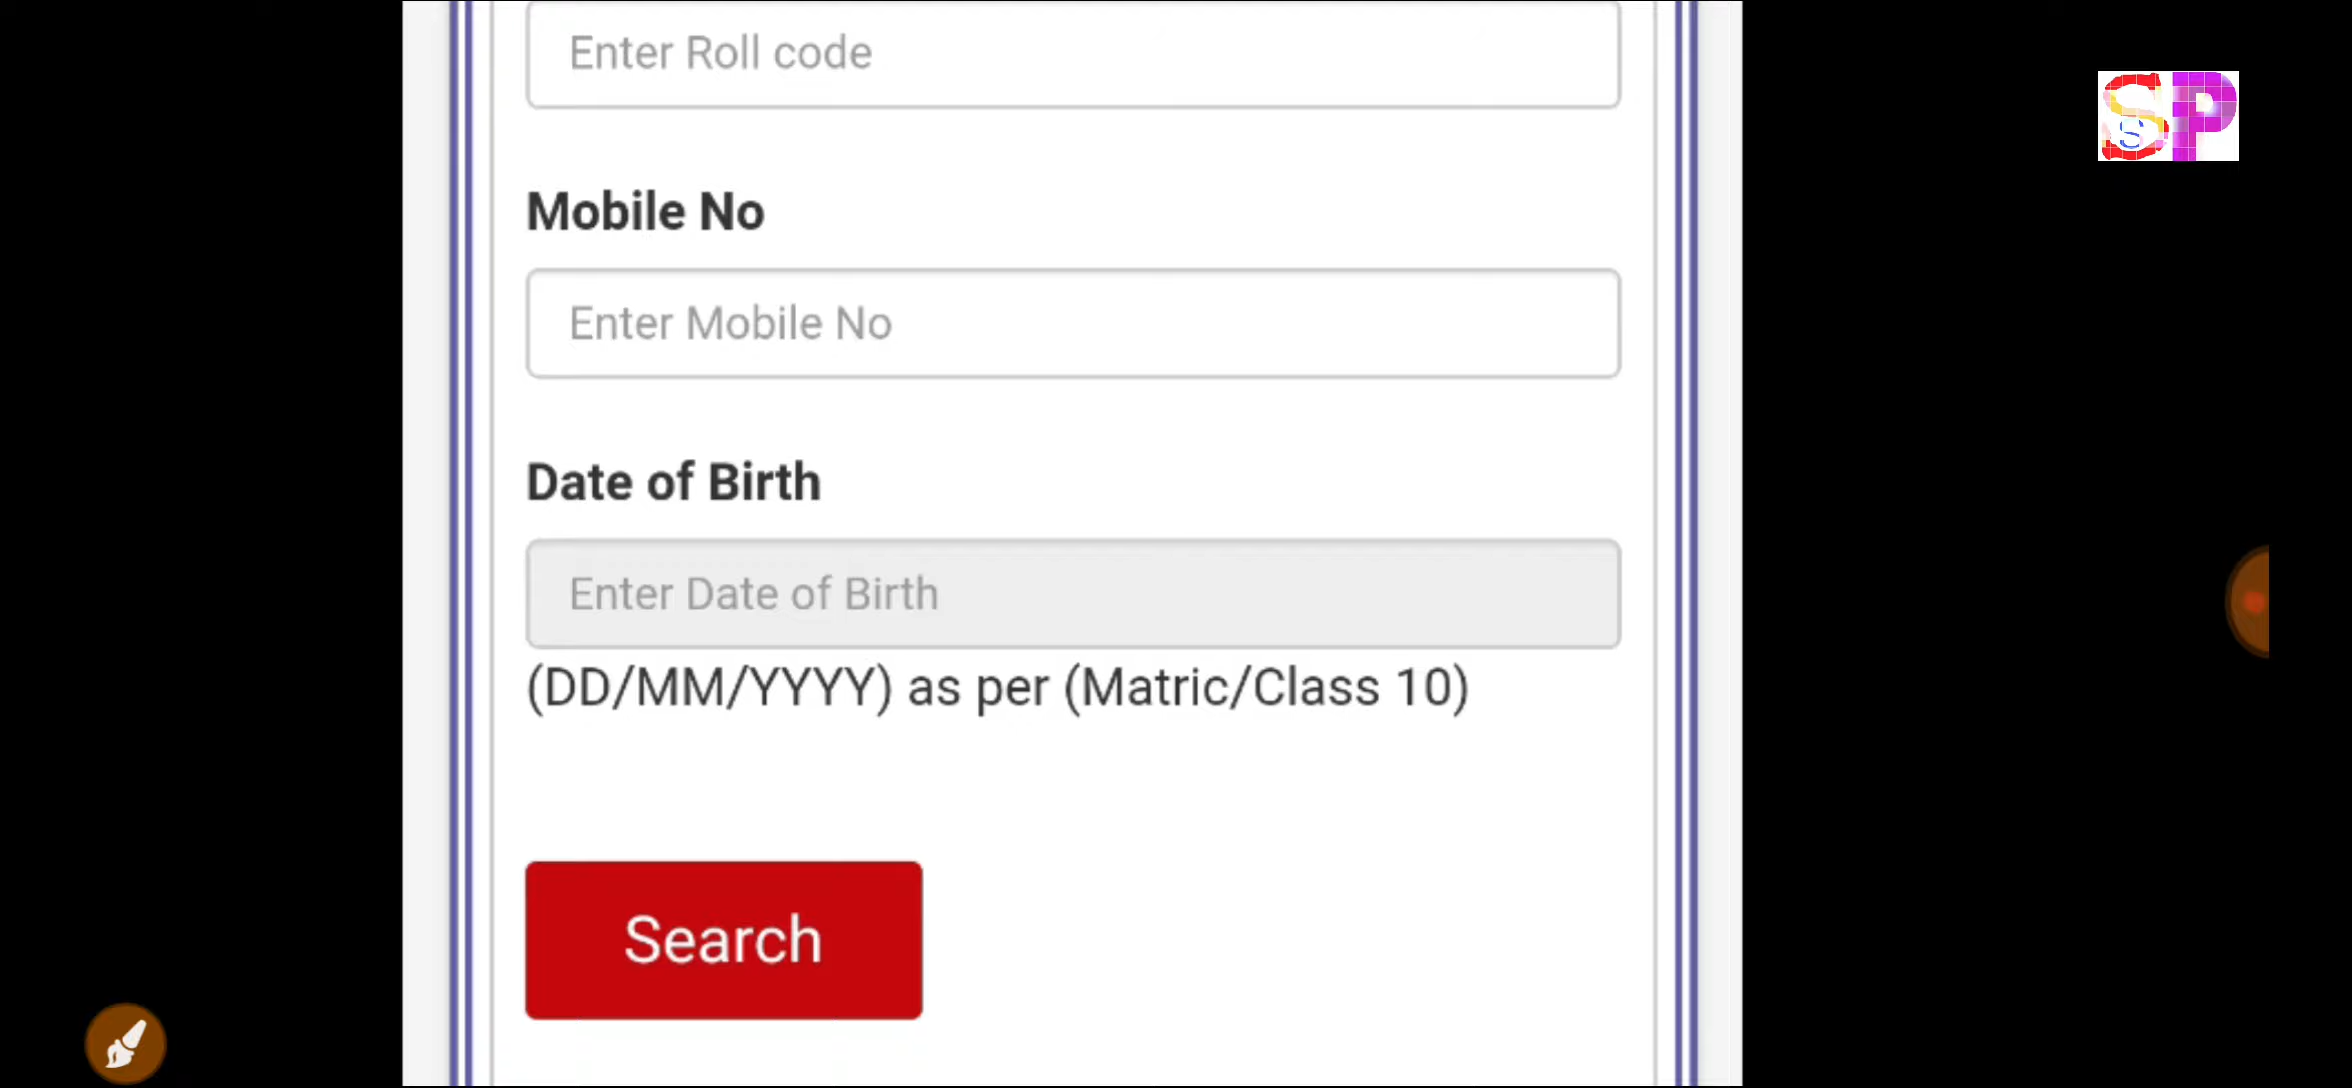 Enter Roll code
SP
Mobile No
Enter Mobile No
Date of Birth
Enter Date of Birth
(DD/MM/YYYY) as per (Matric/Class 10)
Search